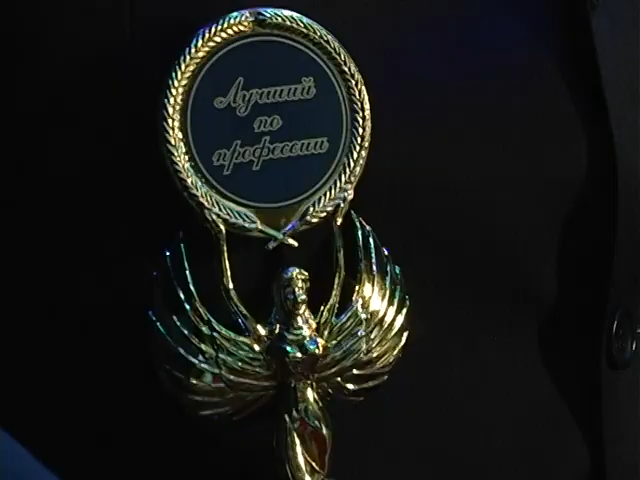 Лучший
по
профессии